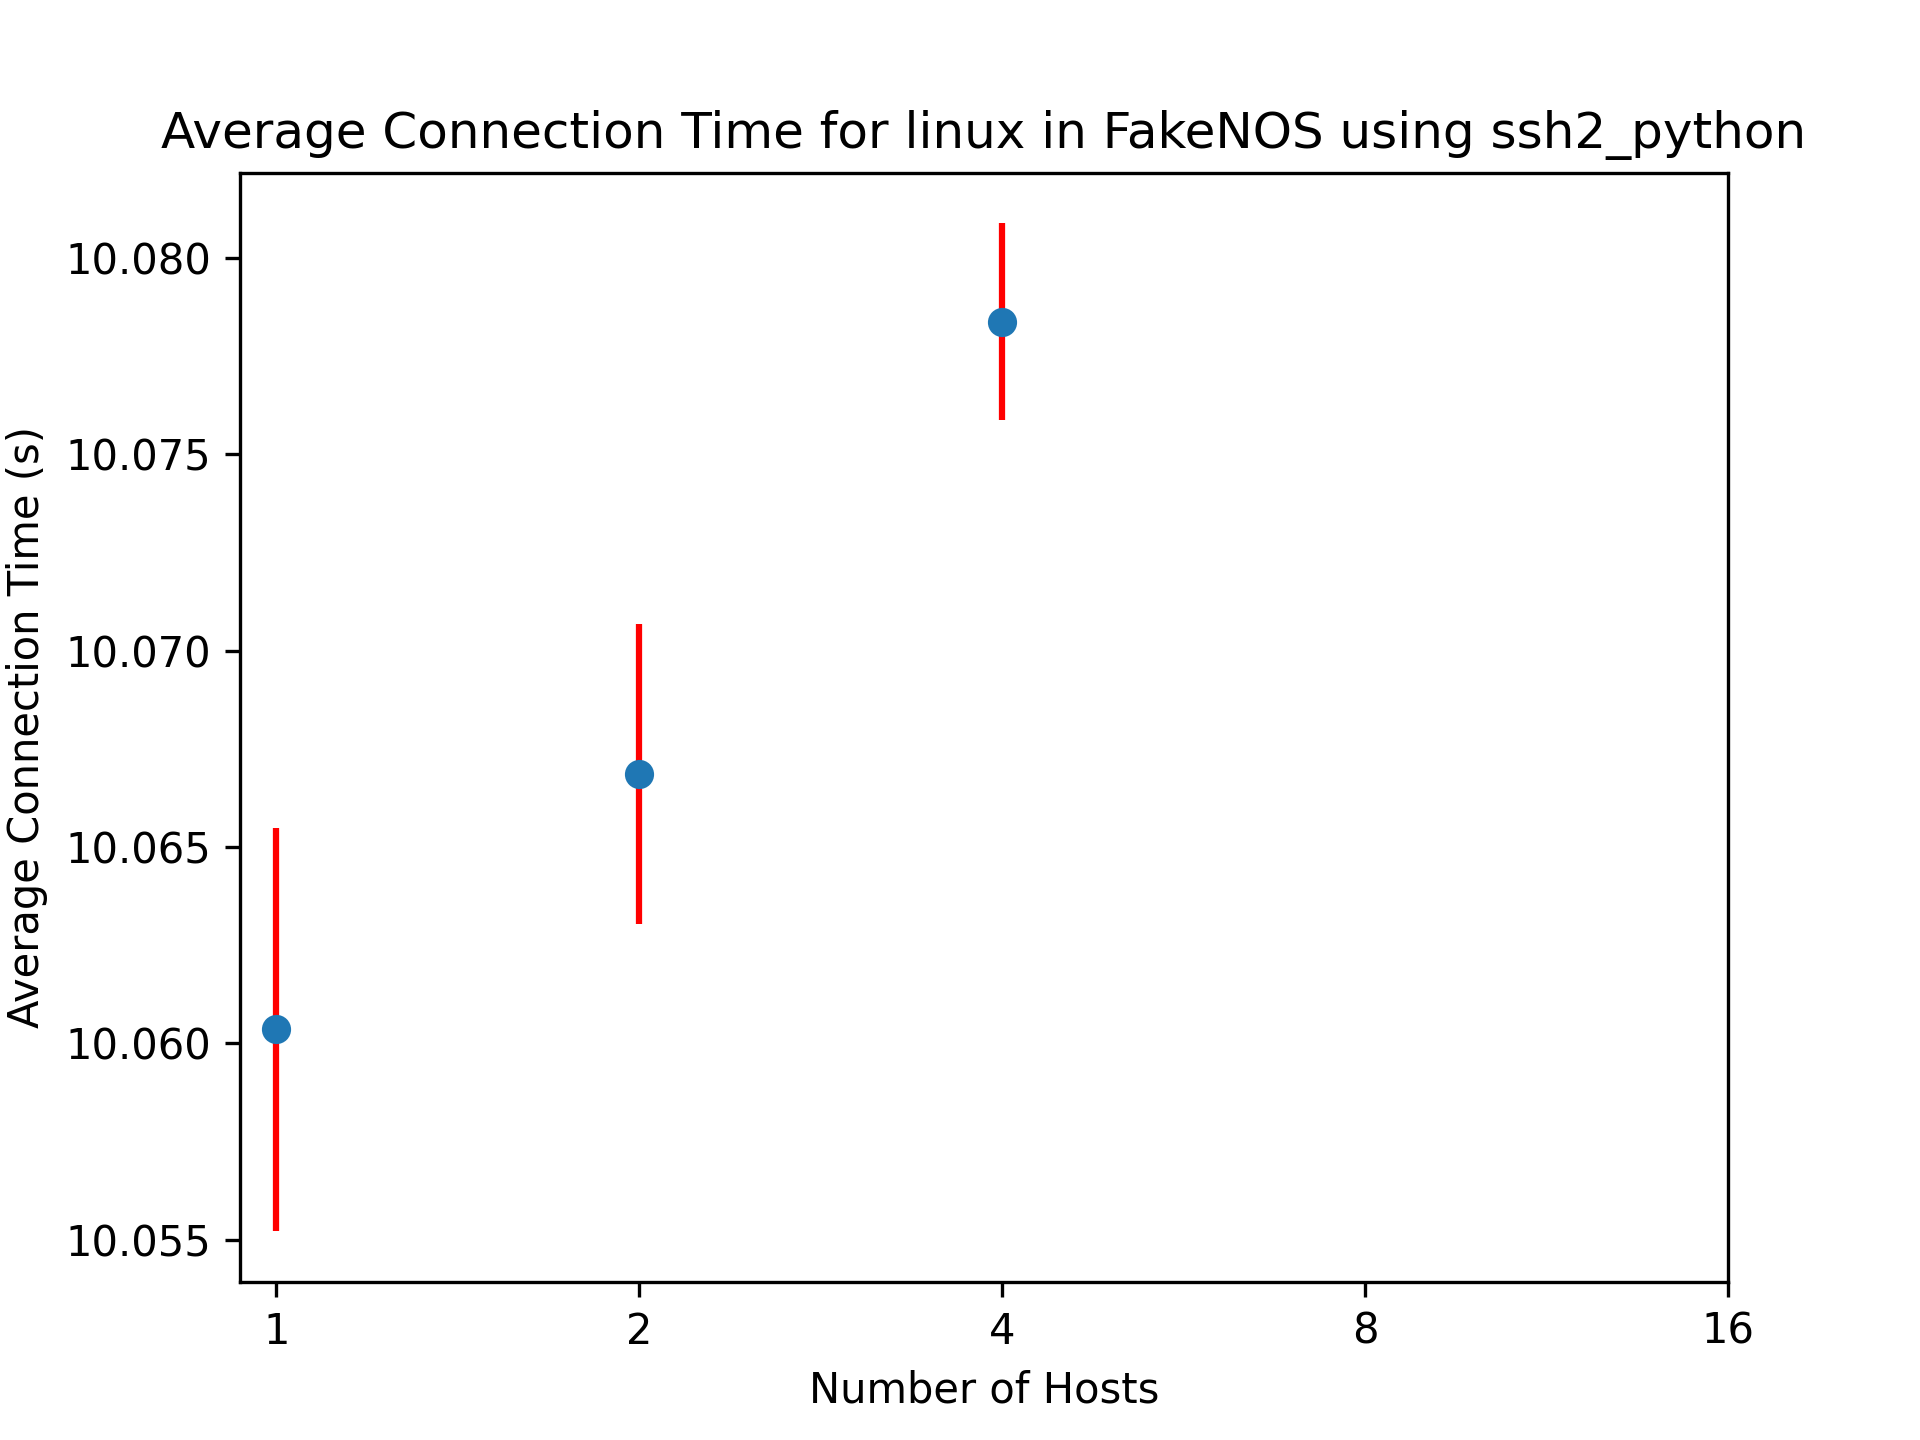 Average Connection Time for linux in FakeNOS using ssh2_python
Average Connection Time (s)
10.080
10.075
10.070
10.065
10.060
10.055
1 2 4 8 16
Number of Hosts